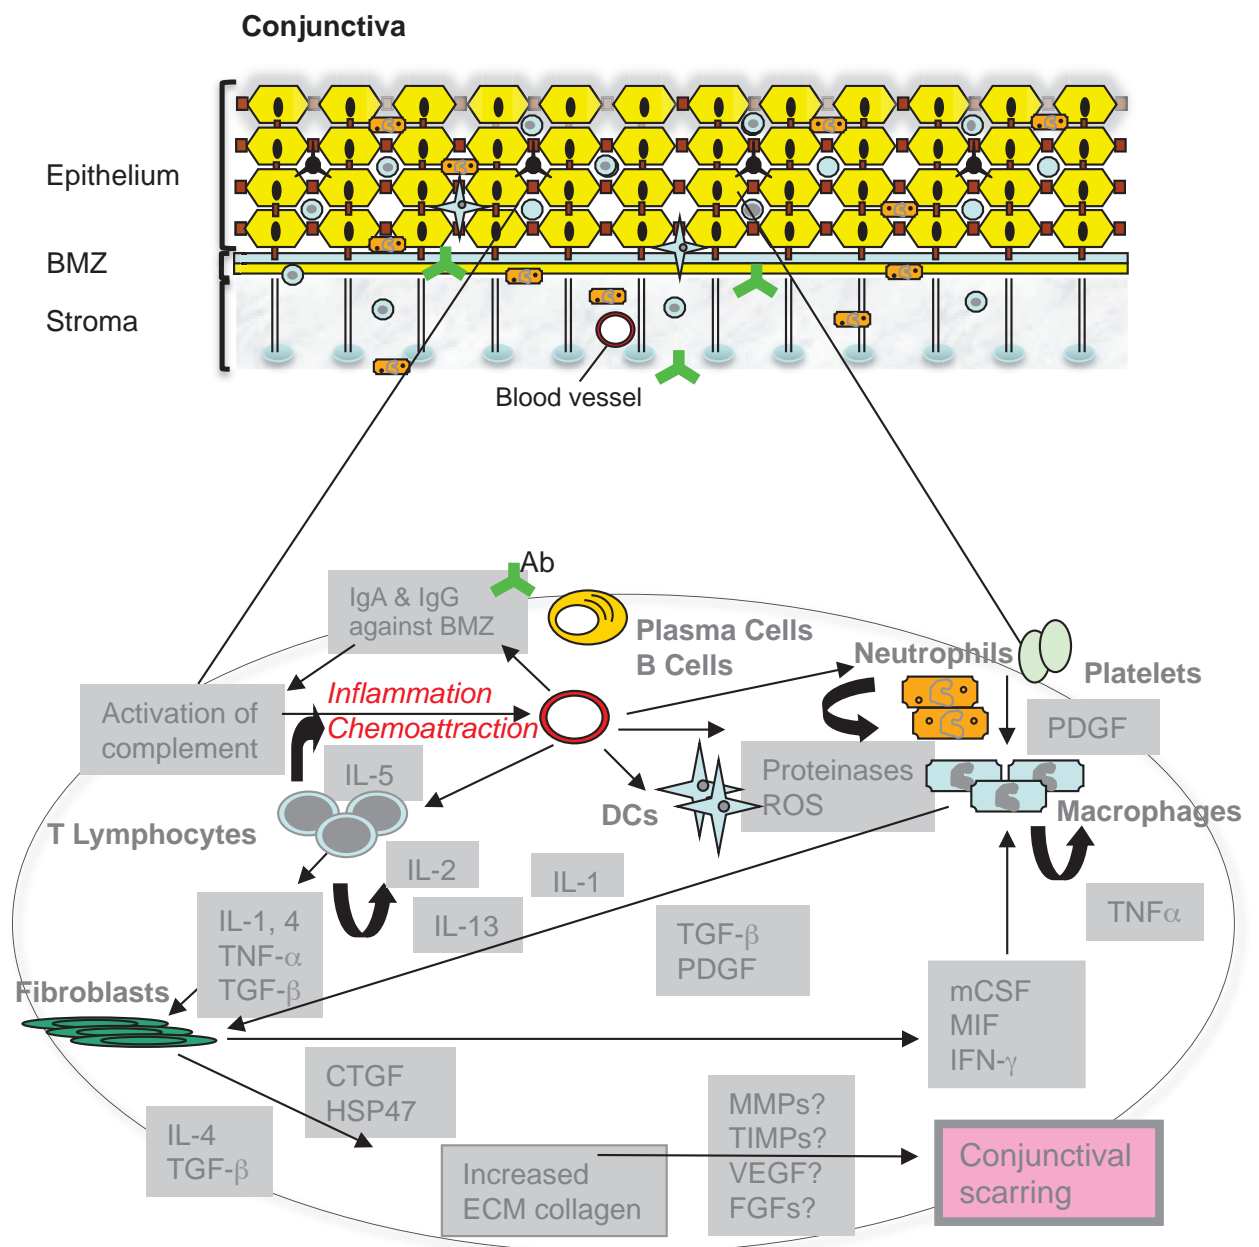 Conjunctiva
Epithelium
BMZ
Stroma
Blood vessel
Ab
IgA & IgG
against BMZ
Plasma Cells
B Cells
Neutrophils
Platelets
PDGF
Activation of
complement
Inflammation
Chemoattraction
IL-5
T Lymphocytes
DCs
Proteinases
ROS
Macrophages
TNFα
IL-2
IL-1
IL-13
IL-1, 4
TNF-α
TGF-β
TGF-β
PDGF
Fibroblasts
mCSF
MIF
IFN-γ
CTGF
HSP47
IL-4
TGF-β
Increased
ECM collagen
MMPs?
TIMPs?
VEGF?
FGFs?
Conjunctival
scarring